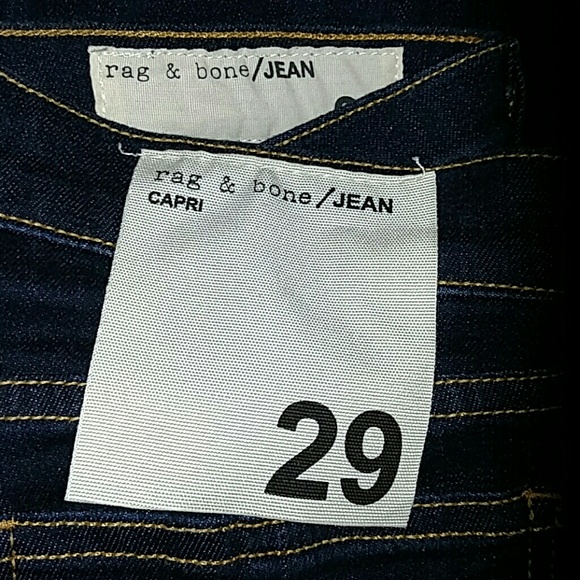 rag & bone/JEAN
rag & bone/JEAN
CAPRI
29